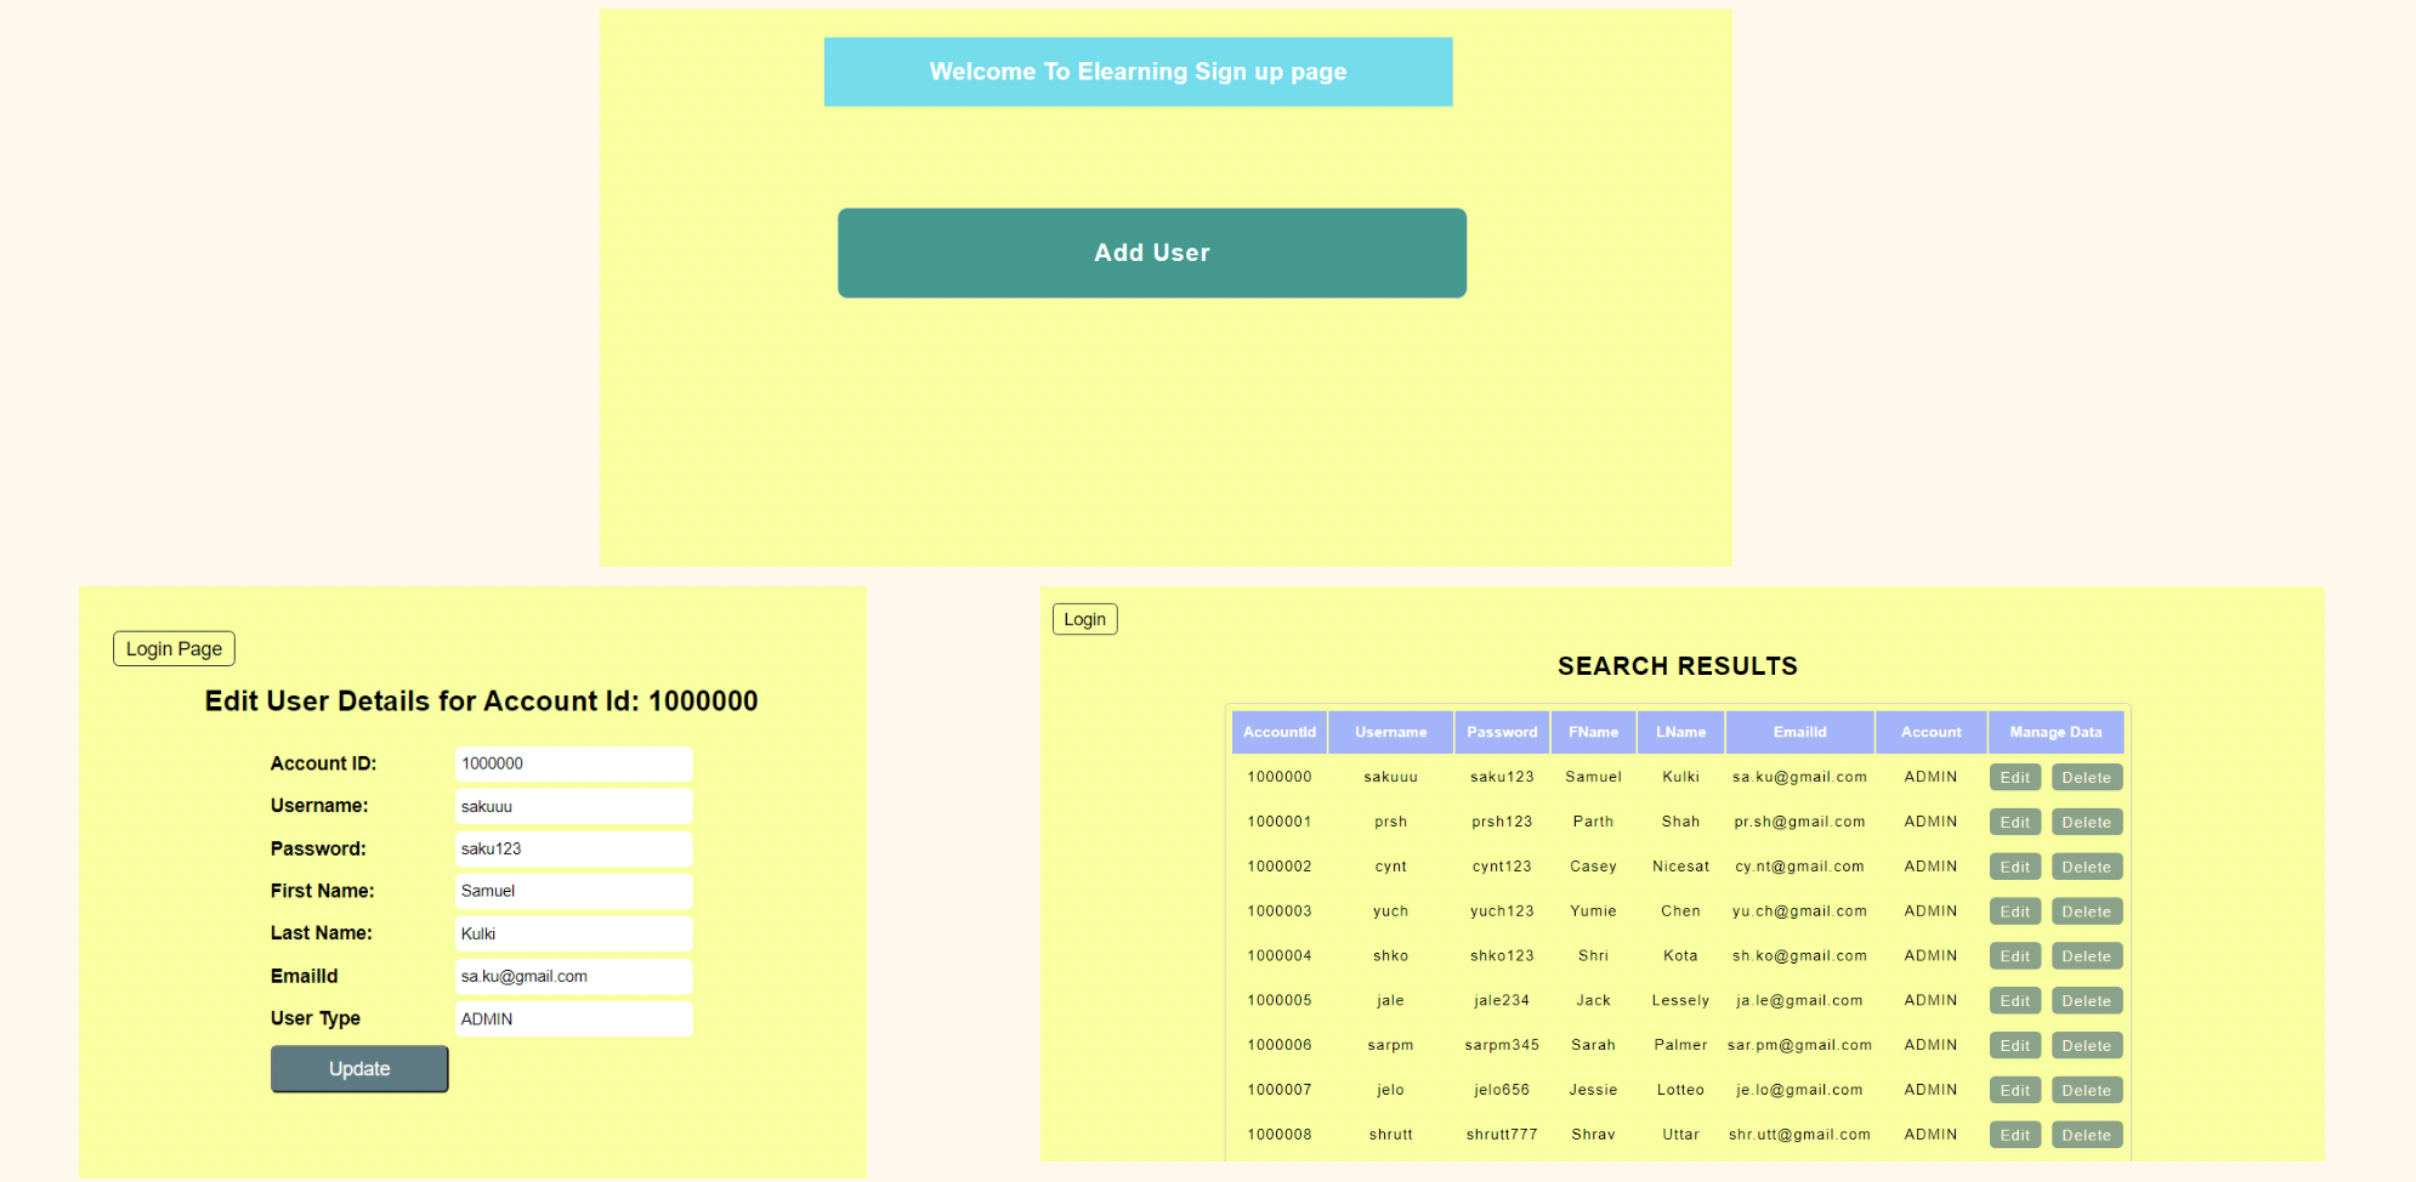 Welcome To Elearning Sign up page
Add User
Login Page
Edit User Details for Account Id: 1000000
Account ID: 1000000
Username: sakuuu
Password: saku123
First Name: Samuel
Last Name: Kulki
EmailId sa.ku@gmail.com
User Type ADMIN
Update
Login
SEARCH RESULTS
AccountId Username Password FName LName EmailId Account Manage Data
1000000 sakuuu saku123 Samuel Kulki sa.ku@gmail.com ADMIN Edit Delete
1000001 prsh prsh123 Parth Shah pr.sh@gmail.com ADMIN Edit Delete
1000002 cynt cynt123 Casey Nicesat cy.nt@gmail.com ADMIN Edit Delete
1000003 yuch yuch123 Yumie Chen yu.ch@gmail.com ADMIN Edit Delete
1000004 shko shko123 Shri Kota sh.ko@gmail.com ADMIN Edit Delete
1000005 jale jale234 Jack Lessely ja.le@gmail.com ADMIN Edit Delete
1000006 sarpm sarpm345 Sarah Palmer sar.pm@gmail.com ADMIN Edit Delete
1000007 jelo jelo656 Jessie Lotteo je.lo@gmail.com ADMIN Edit Delete
1000008 shrutt shrutt777 Shrav Uttar shr.utt@gmail.com ADMIN Edit Delete